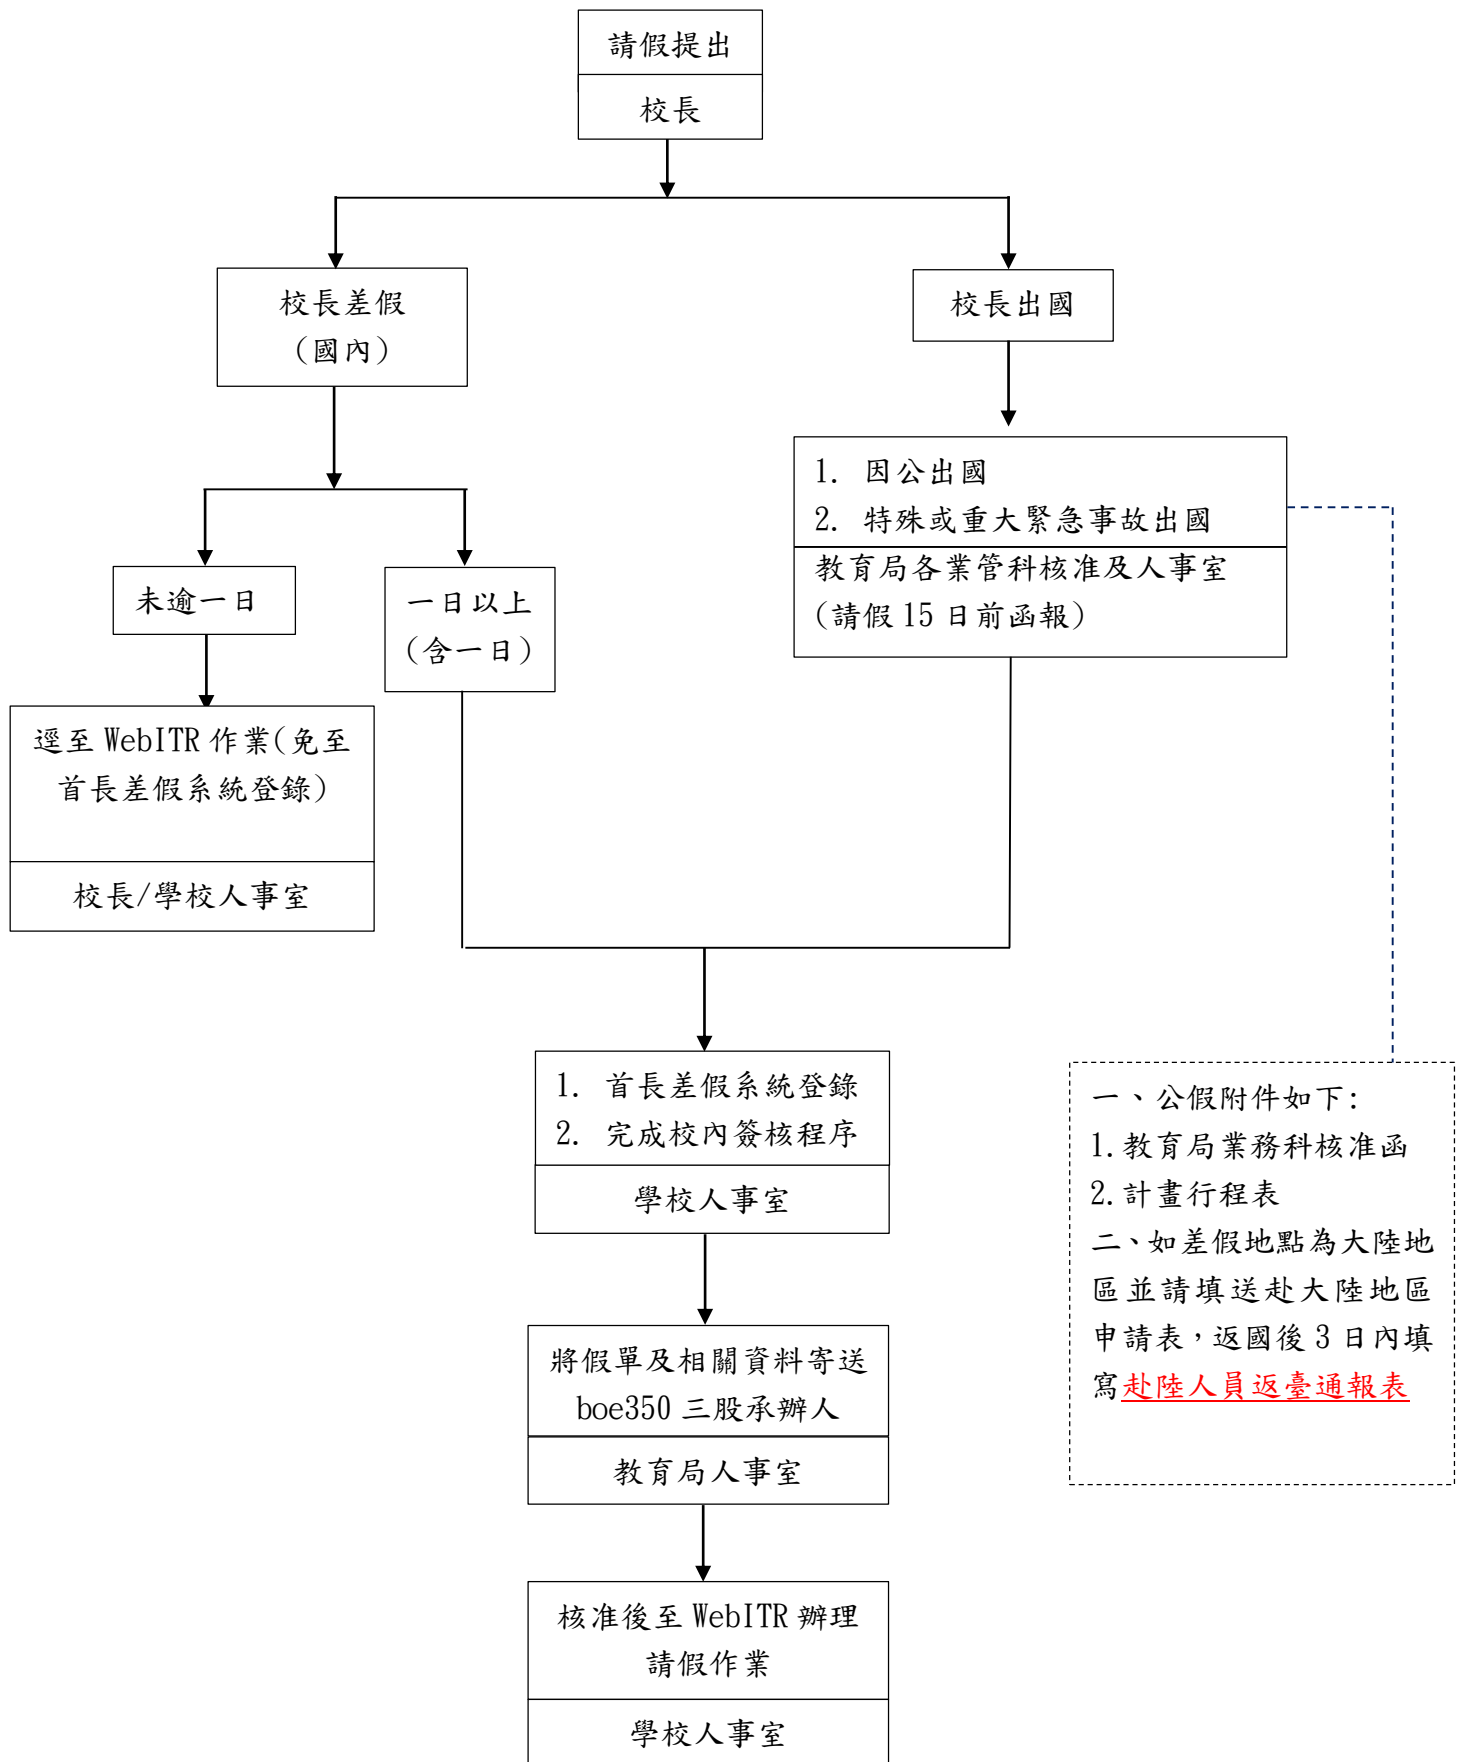 請假提出
校長
校長差假
(國內)
校長出國
1. 因公出國
2. 特殊或重大緊急事故出國
教育局各業管科核准及人事室
(請假 15 日前函報)
未逾一日
一日以上
(含一日)
逕至 WebITR 作業(免至
首長差假系統登錄)
校長/學校人事室
1. 首長差假系統登錄
2. 完成校內簽核程序
學校人事室
一、公假附件如下:
1.教育局業務科核准函
2.計畫行程表
二、如差假地點為大陸地
區並請填送赴大陸地區
申請表，返國後 3 日內填
寫赴陸人員返臺通報表
將假單及相關資料寄送
boe350 三股承辦人
教育局人事室
核准後至 WebITR 辦理
請假作業
學校人事室